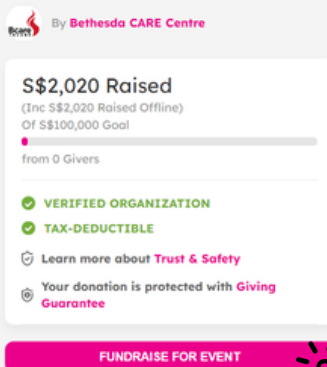 Bcare
By Bethesda CARE Centre
S$2,020 Raised
(Inc S$2,020 Raised Offline)
Of S$100,000 Goal
from 0 Givers
VERIFIED ORGANIZATION
TAX-DEDUCTIBLE
Learn more about Trust & Safety
Your donation is protected with Giving
Guarantee
FUNDRAISE FOR EVENT